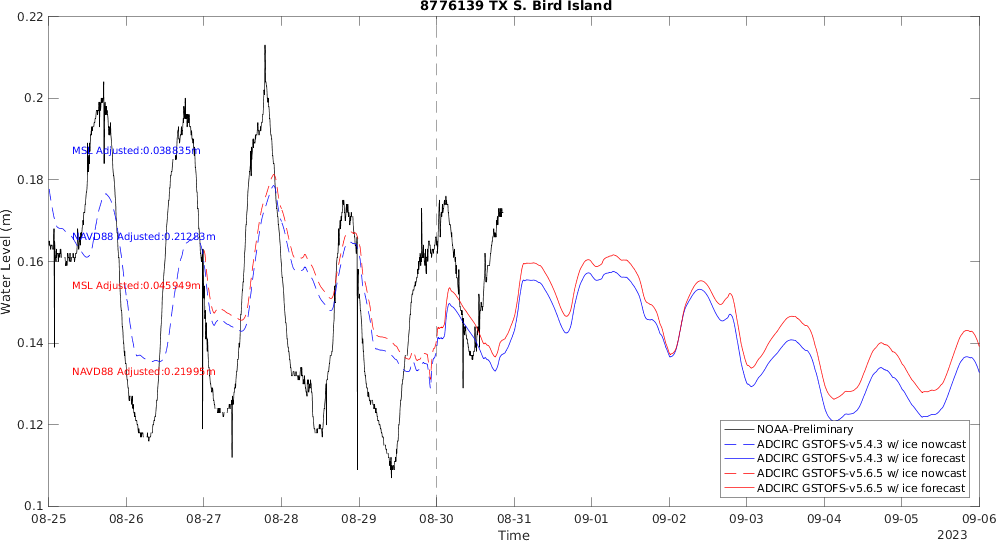 8776139 TX S. Bird Island
0.22
0.2
0.18
0.16
0.14
0.12
0.1
Water Level (m)
MSL Adjusted:0.038835m
NAVD88 Adjusted:0.21283m
MSL Adjusted:0.045949m
NAVD88 Adjusted:0.21995m
NOAA-Preliminary
ADCIRC GSTOFS-v5.4.3 w/ ice nowcast
ADCIRC GSTOFS-v5.4.3 w/ ice forecast
ADCIRC GSTOFS-v5.6.5 w/ ice nowcast
ADCIRC GSTOFS-v5.6.5 w/ ice forecast
08-25 08-26 08-27 08-28 08-29 08-30 08-31 09-01 09-02 09-03 09-04 09-05 09-06
Time
2023